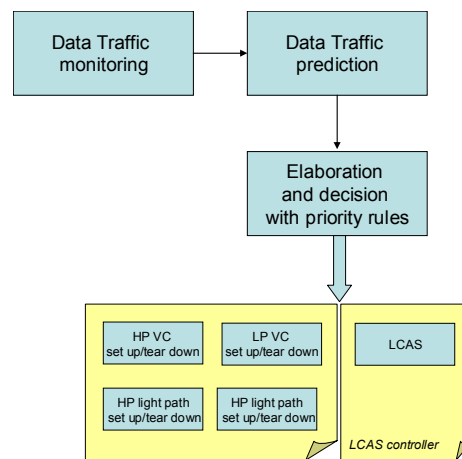 Data Traffic
monitoring
Data Traffic
prediction
Elaboration
and decision
with priority rules
HP VC
set up/tear down
LP VC
set up/tear down
LCAS
HP light path
set up/tear down
HP light path
set up/tear down
LCAS controller